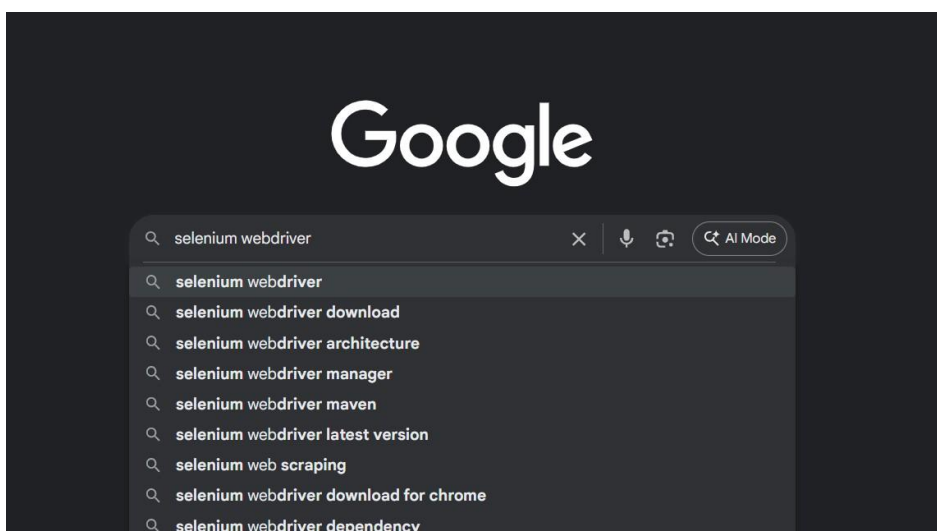 Google
selenium webdriver AI Mode
selenium webdriver
selenium webdriver download
selenium webdriver architecture
selenium webdriver manager
selenium webdriver maven
selenium webdriver latest version
selenium web scraping
selenium webdriver download for chrome
selenium webdriver dependency